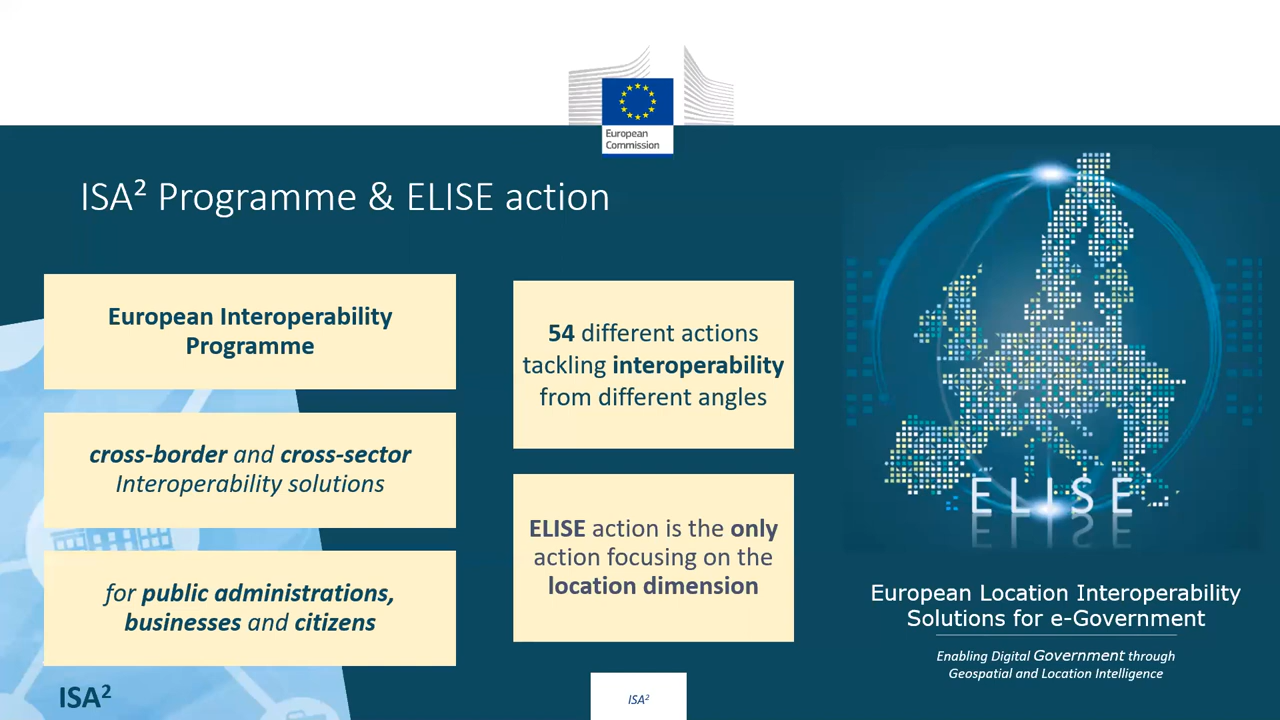 European
Commission
ISA² Programme & ELISE action
European Interoperability
Programme
cross-border and cross-sector
Interoperability solutions
for public administrations,
businesses and citizens
54 different actions
tackling interoperability
from different angles
ELISE action is the only
action focusing on the
location dimension
ELISE
European Location Interoperability
Solutions for e-Government
Enabling Digital Government through
Geospatial and Location Intelligence
ISA²
ISA²